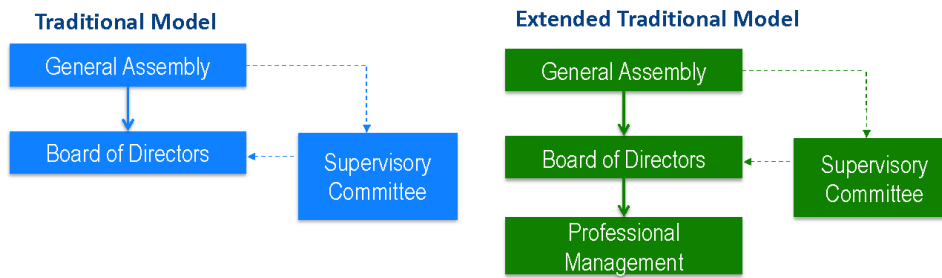 Traditional Model
General Assembly
Board of Directors
Supervisory
Committee
Extended Traditional Model
General Assembly
Board of Directors
Supervisory
Committee
Professional
Management